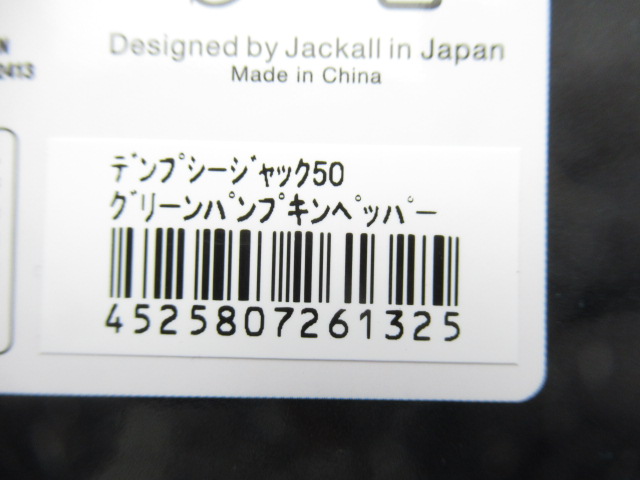 Designed by Jackall in Japan
Made in China
N
2413
ﾃﾞﾝﾌﾟｼｰｼﾞｬｯｸ50
ｸﾞﾘｰﾝﾊﾟﾝﾌﾟｷﾝﾍﾟｯﾊﾟｰ
4525807261325